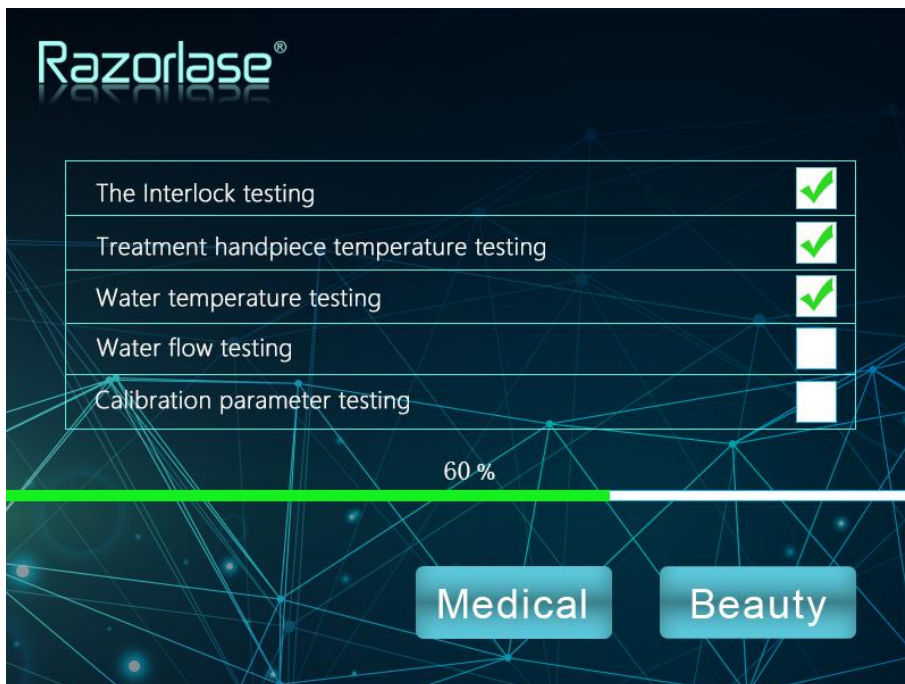 Razorlase®
The Interlock testing
Treatment handpiece temperature testing
Water temperature testing
Water flow testing
Calibration parameter testing
60 %
Medical
Beauty